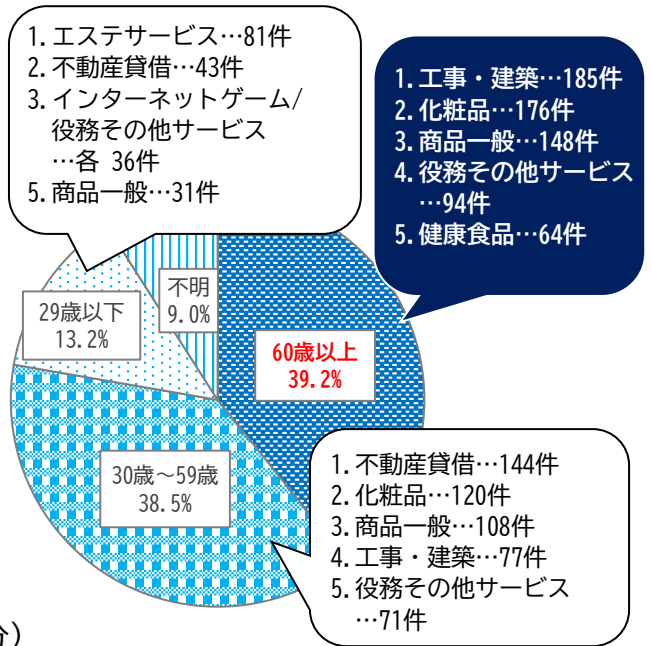 1. エステサービス…81件
2. 不動産貸借…43件
3. インターネットゲーム/
役務その他サービス
…各 36件
5. 商品一般…31件
1. 工事・建築…185件
2. 化粧品…176件
3. 商品一般…148件
4. 役務その他サービス
…94件
5. 健康食品…64件
不明
9.0%
29歳以下
13.2%
60歳以上
39.2%
30歳～59歳
38.5%
1. 不動産貸借…144件
2. 化粧品…120件
3. 商品一般…108件
4. 工事・建築…77件
5. 役務その他サービス
…71件